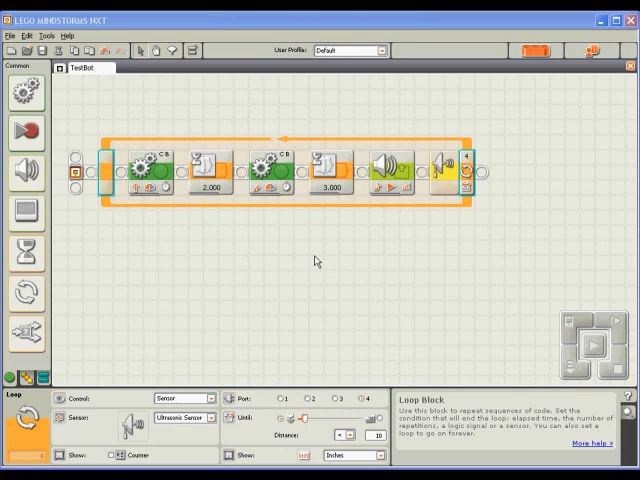 LEGO MINDSTORMS NXT
File Edit Tools Help
User Profile: Default
Common
TestBot
C B
2.000
C B
3.000
4
Loop
Control: Sensor
Sensor: Ultrasonic Sensor
Show: Counter
Port: 1 2 3 4
Until:
Distance: < 10
Show: Inches
Loop Block
Use this block to repeat sequences of code. Set the
condition that will end the loop: elapsed time, the number of
repetitions, a logic signal or a sensor. You can also set a
loop to go on forever.
More help »